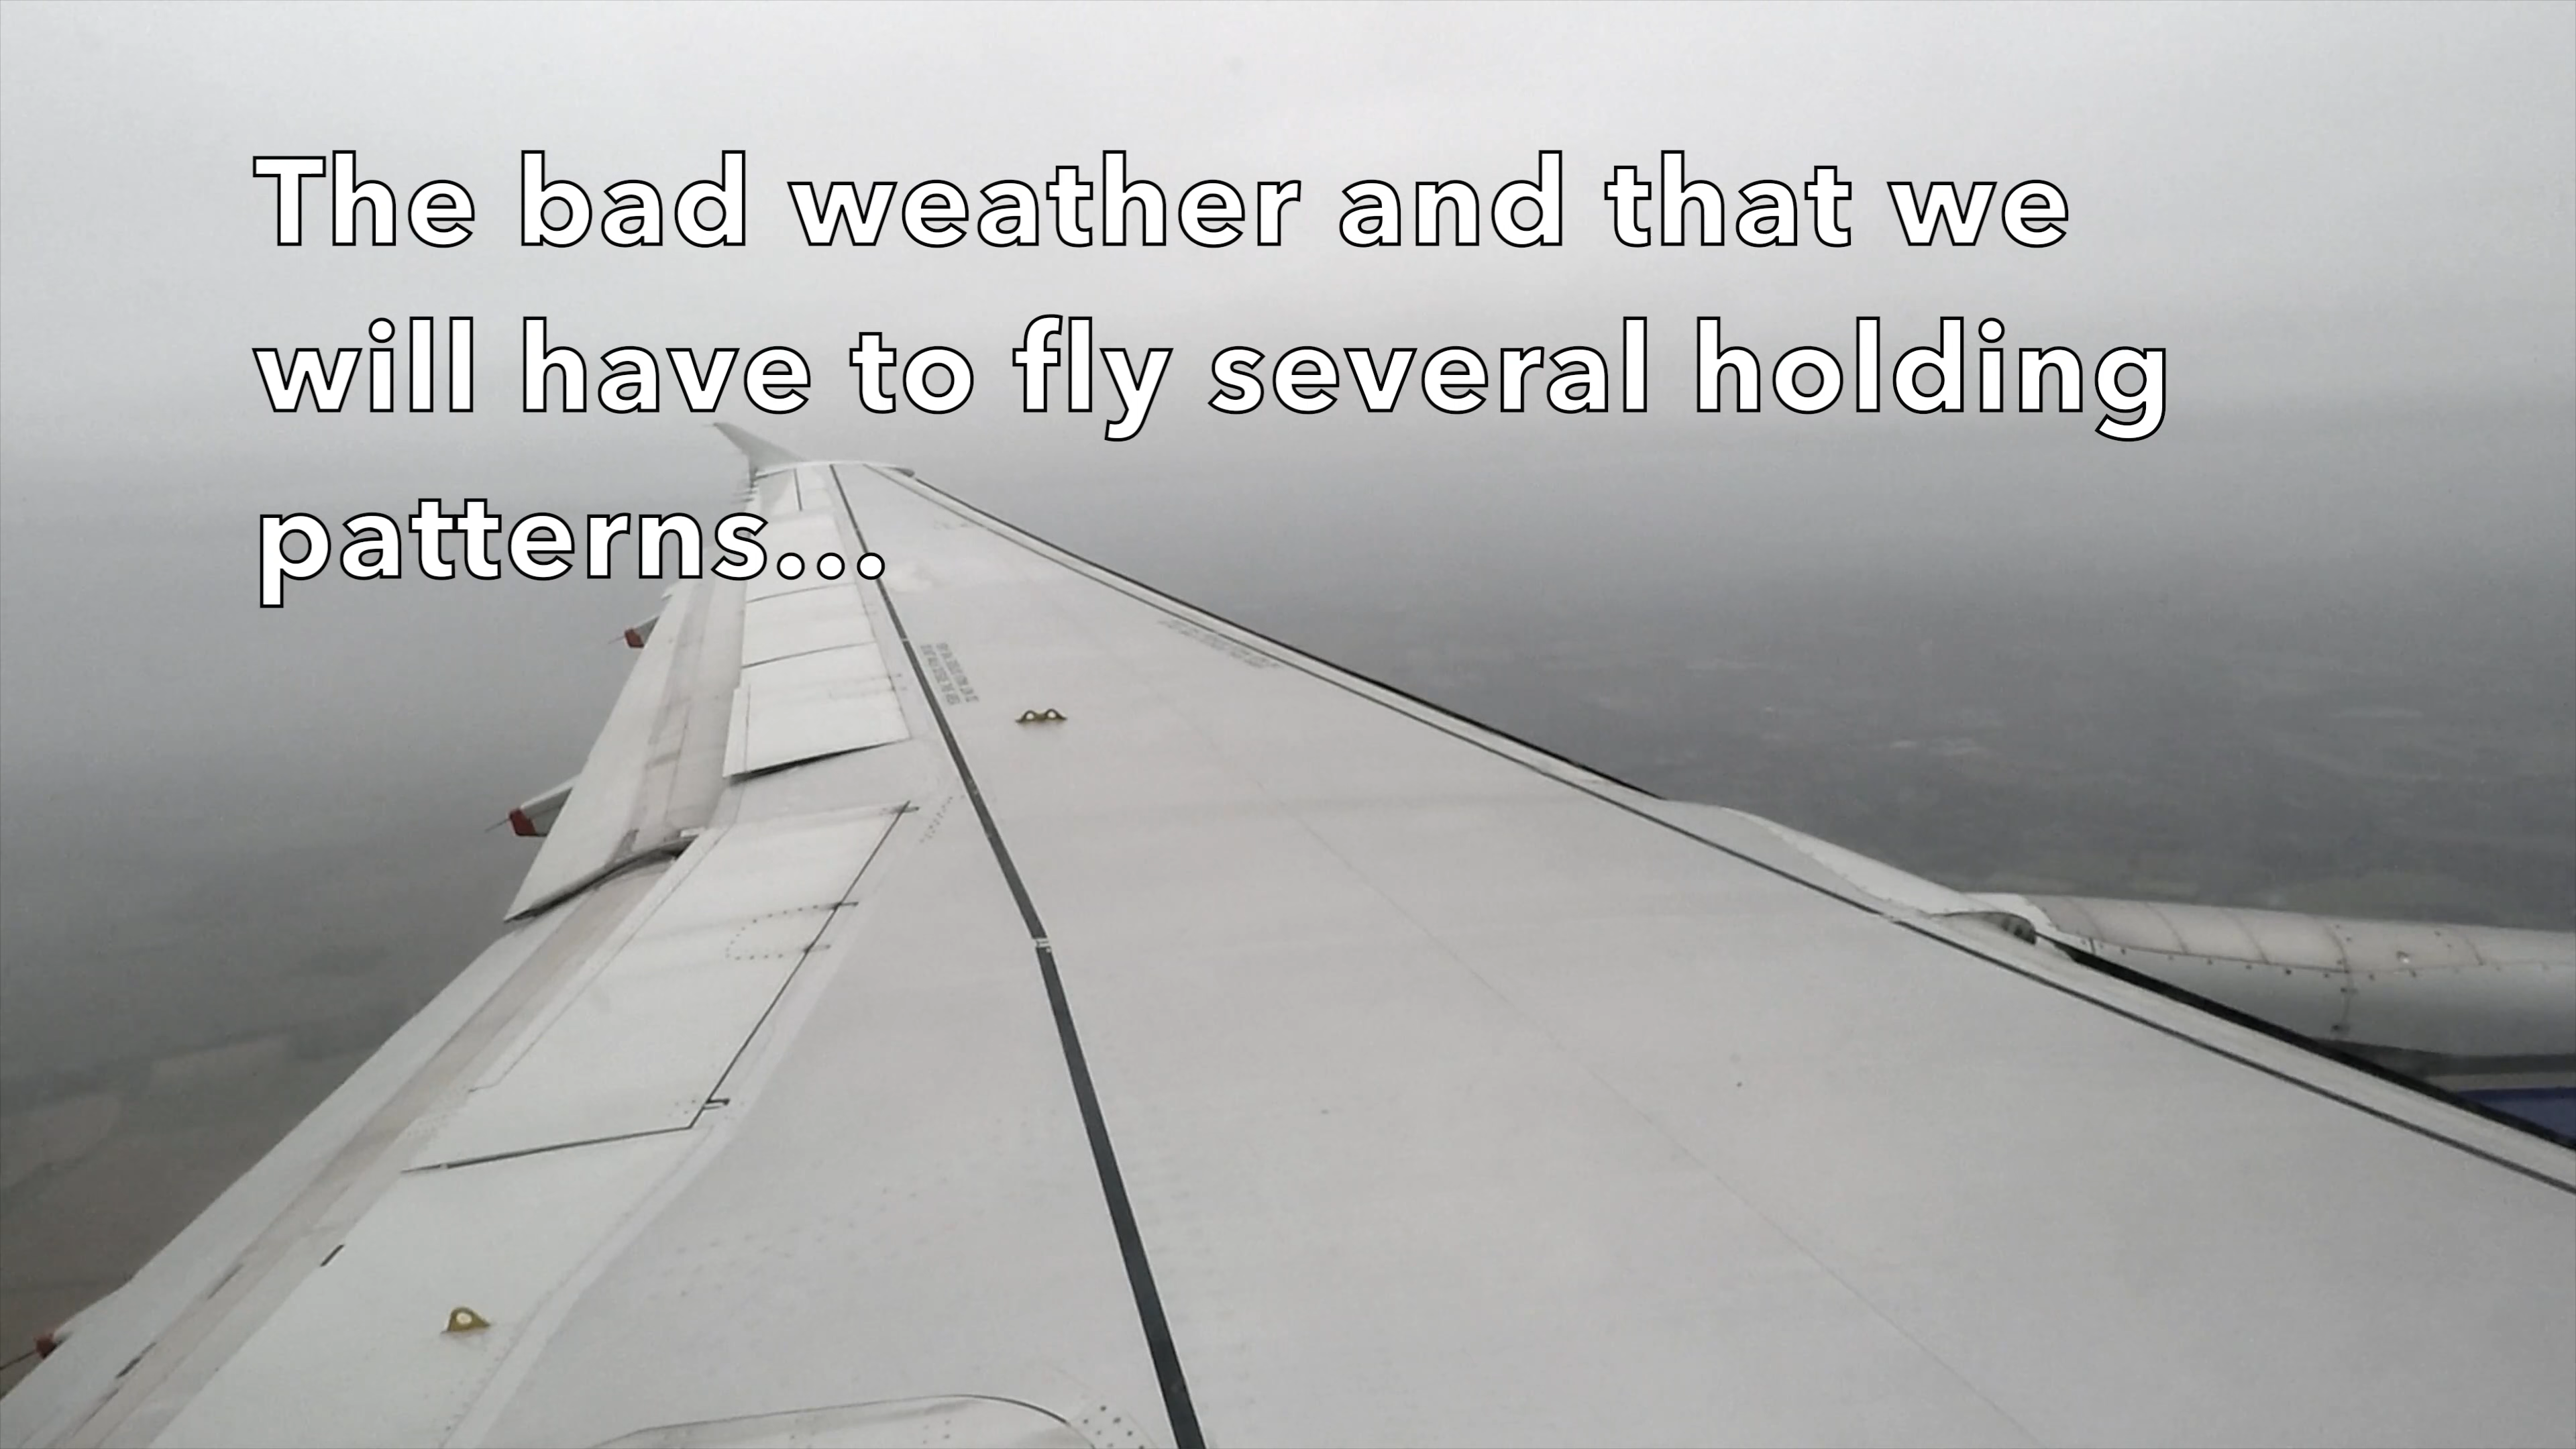 The bad weather and that we
will have to fly several holding
patterns...